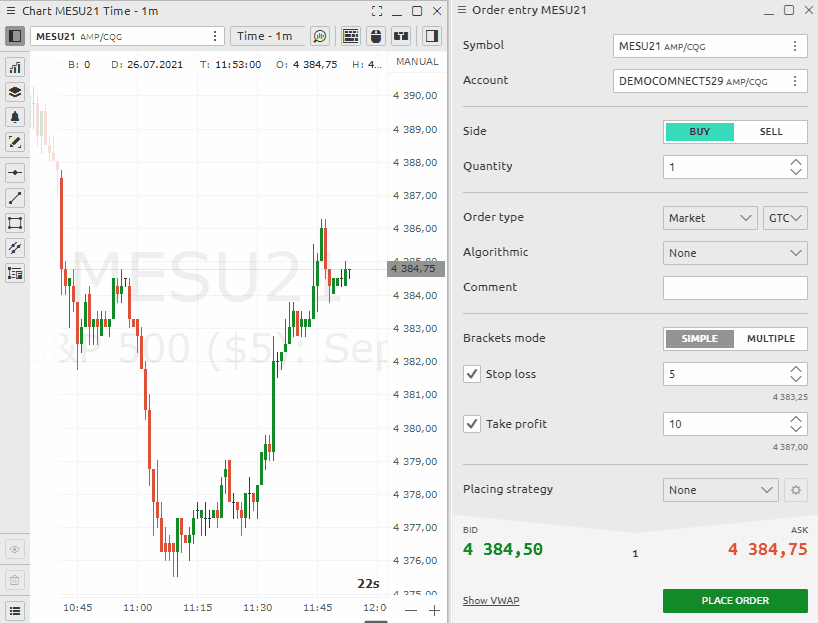 Chart MESU21 Time - 1m
MESU21 AMP/CQG
Time - 1m
B: 0 D: 26.07.2021 T: 11:53:00 O: 4 384,75 H: 4...
MANUAL
4 390,00
4 389,00
4 388,00
4 387,00
4 386,00
4 385,00
4 384,75
4 384,00
4 383,00
4 382,00
4 381,00
4 380,00
4 379,00
4 378,00
4 377,00
4 376,00
4 375,00
MESU21
&P 500 ($5): Sep
22s
10:45 11:00 11:15 11:30 11:45 12:0
Order entry MESU21
Symbol MESU21 AMP/CQG
Account DEMOCOMNECT529 AMP/CQG
Side BUY SELL
Quantity 1
Order type Market GTC
Algorithmic None
Comment
Brackets mode SIMPLE MULTIPLE
Stop loss 5
4 383,25
Take profit 10
4 387,00
Placing strategy None
BID ASK
4 384,50 1 4 384,75
Show VWAP PLACE ORDER